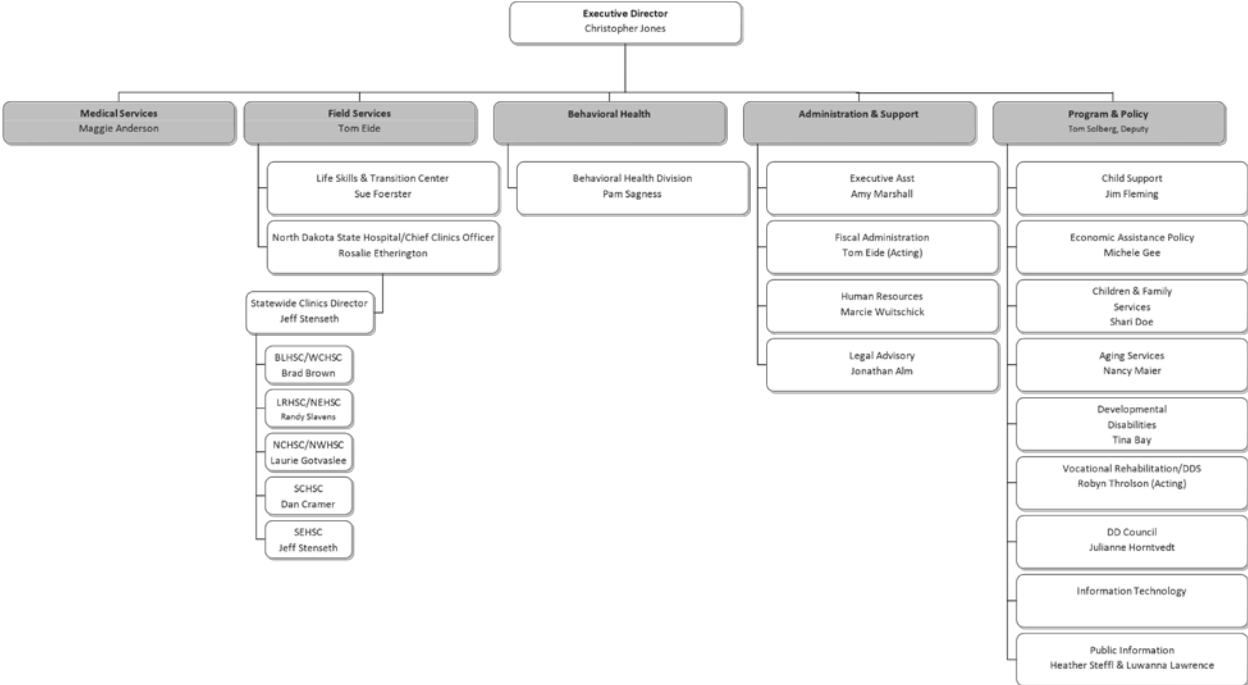 Executive Director
Christopher Jones
Medical Services
Maggie Anderson
Field Services
Tom Eide
Behavioral Health
Administration & Support
Program & Policy
Tom Solberg, Deputy
Life Skills & Transition Center
Sue Foerster
North Dakota State Hospital/Chief Clinics Officer
Rosalie Etherington
Statewide Clinics Director
Jeff Stenseth
BLHSC/WCHSC
Brad Brown
LRHSC/NEHSC
Randy Slavens
NCHSC/NWHSC
Laurie Gotvaslee
SCHSC
Dan Cramer
SEHSC
Jeff Stenseth
Behavioral Health Division
Pam Sagness
Executive Asst
Amy Marshall
Fiscal Administration
Tom Eide (Acting)
Human Resources
Marcie Wuitschick
Legal Advisory
Jonathan Alm
Child Support
Jim Fleming
Economic Assistance Policy
Michele Gee
Children & Family
Services
Shari Doe
Aging Services
Nancy Maier
Developmental
Disabilities
Tina Bay
Vocational Rehabilitation/DDS
Robyn Throlson (Acting)
DD Council
Julianne Horntvedt
Information Technology
Public Information
Heather Steffl & Luwanna Lawrence